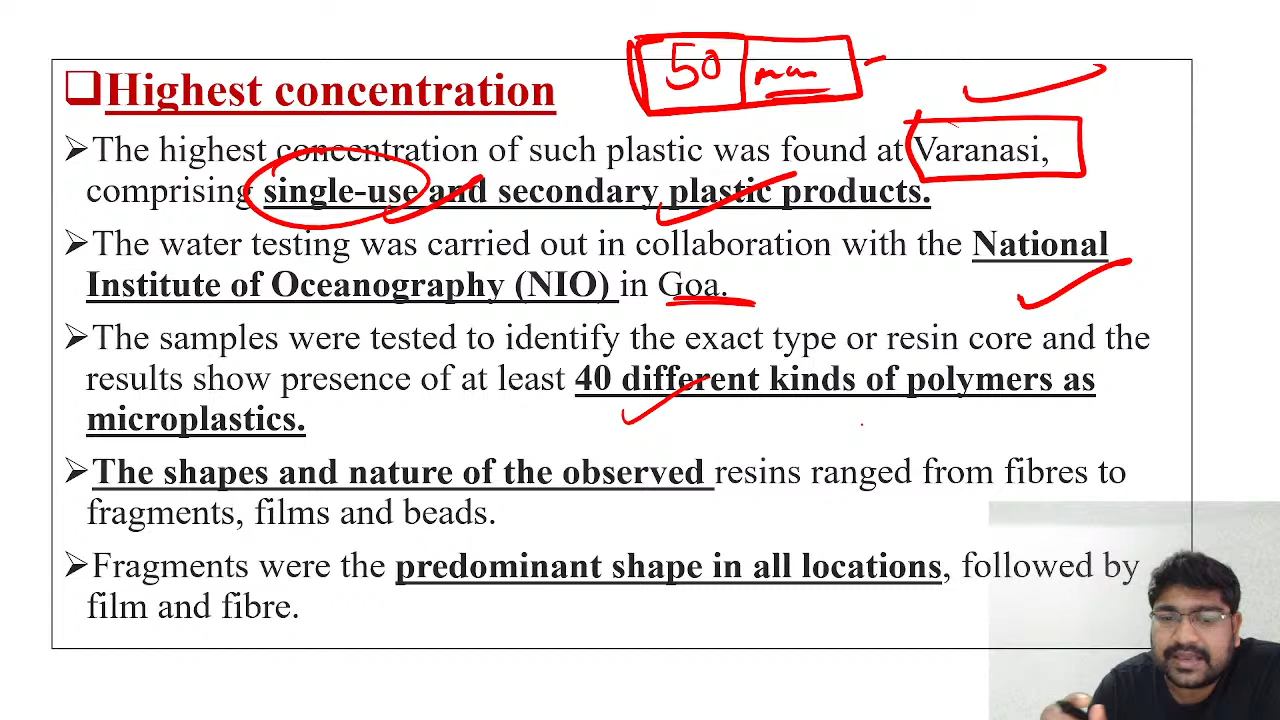 50
Highest concentration
The highest concentration of such plastic was found at Varanasi,
comprising single-use and secondary plastic products.
The water testing was carried out in collaboration with the National
Institute of Oceanography (NIO) in Goa.
The samples were tested to identify the exact type or resin core and the
results show presence of at least 40 different kinds of polymers as
microplastics.
The shapes and nature of the observed resins ranged from fibres to
fragments, films and beads.
Fragments were the predominant shape in all locations, followed by
film and fibre.